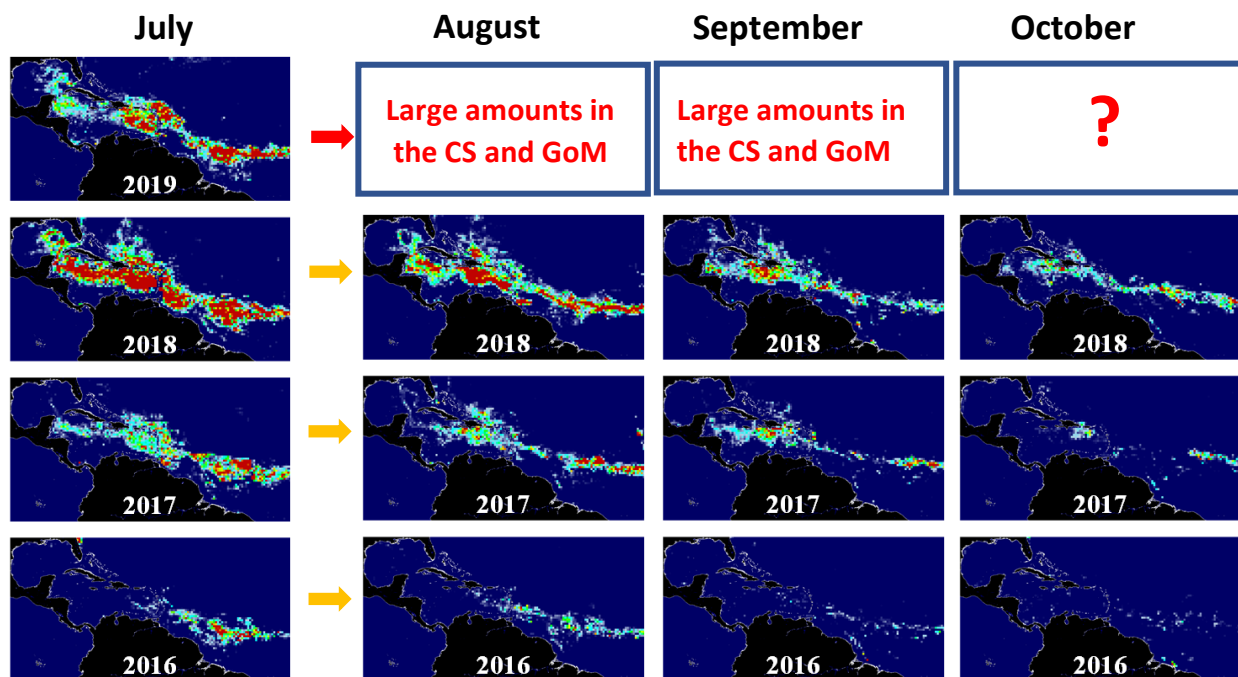 July August September October
2019
Large amounts in
the CS and GoM
Large amounts in
the CS and GoM
?
2018 2018 2018 2018
2017 2017 2017 2017
2016 2016 2016 2016